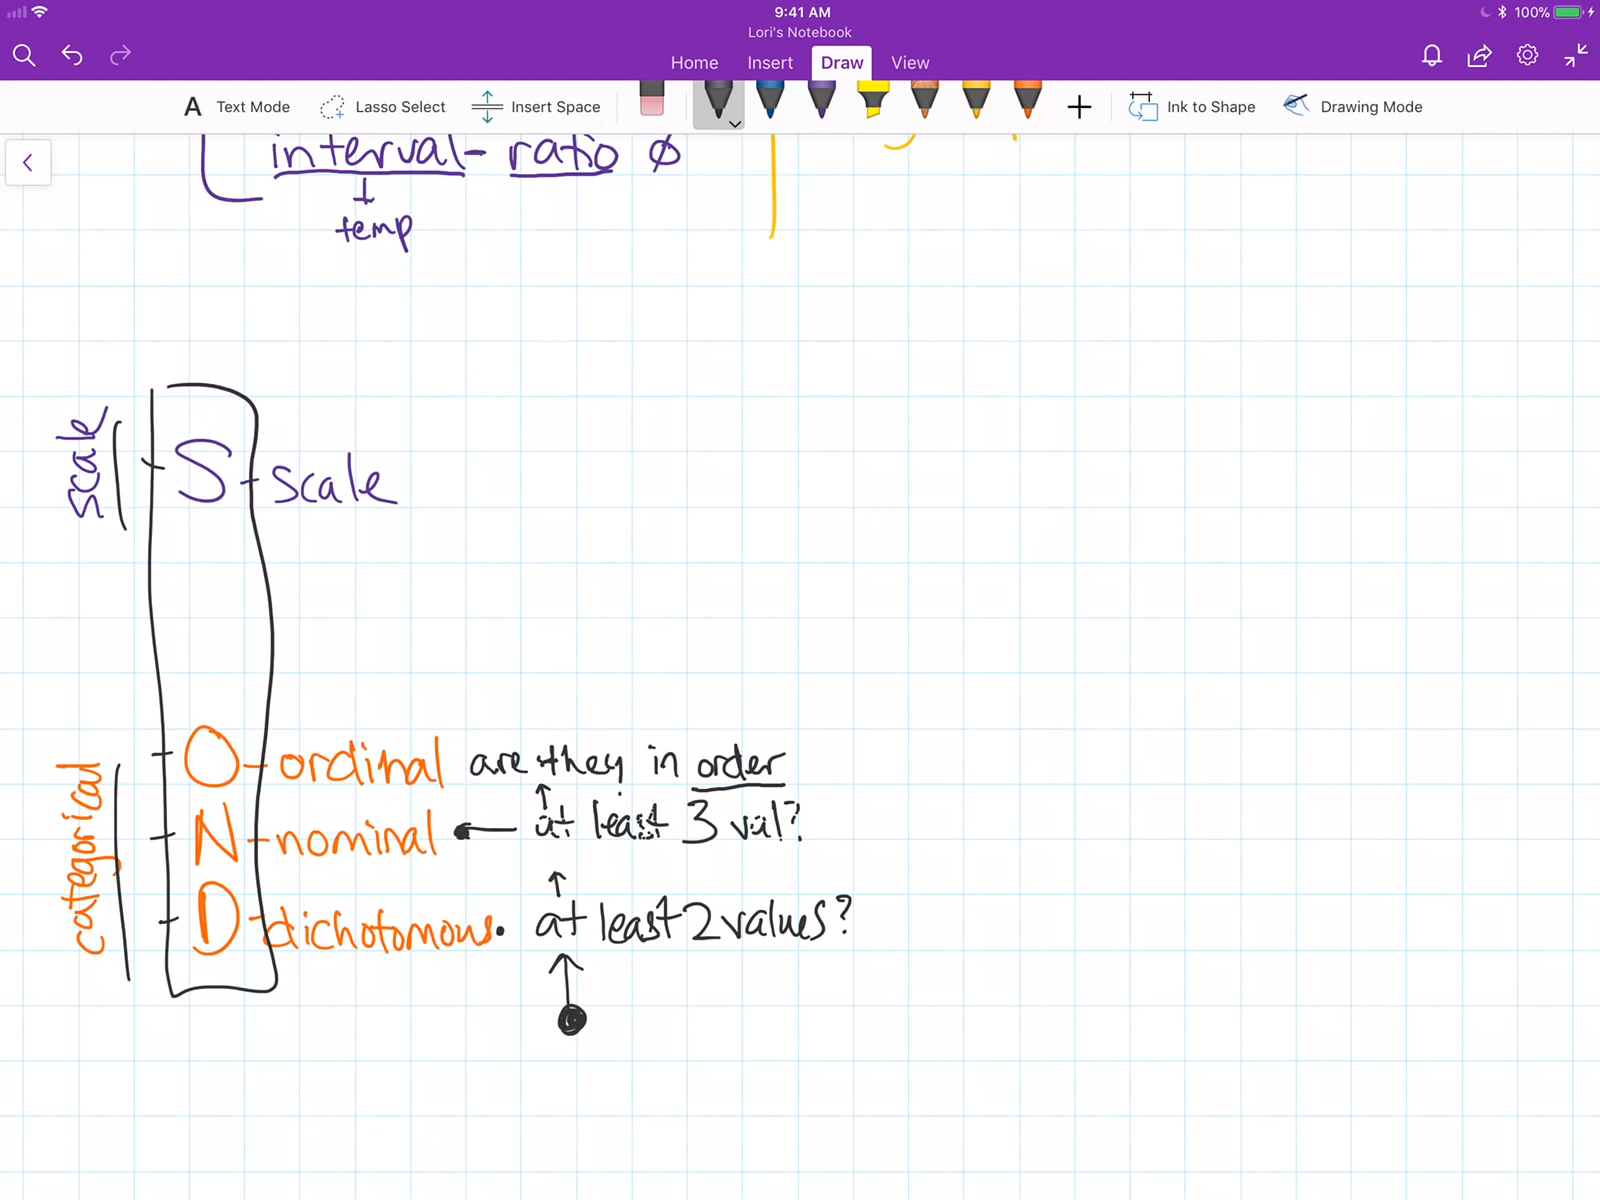 9:41 AM
100%
Lori's Notebook
Home Insert Draw View
A Text Mode Lasso Select Insert Space Ink to Shape Drawing Mode
interval- ratio ∅
temp
scale
S - scale
categorical
O - ordinal are they in order
N - nominal at least 3 val?
D - dichotomous. at least 2 values?